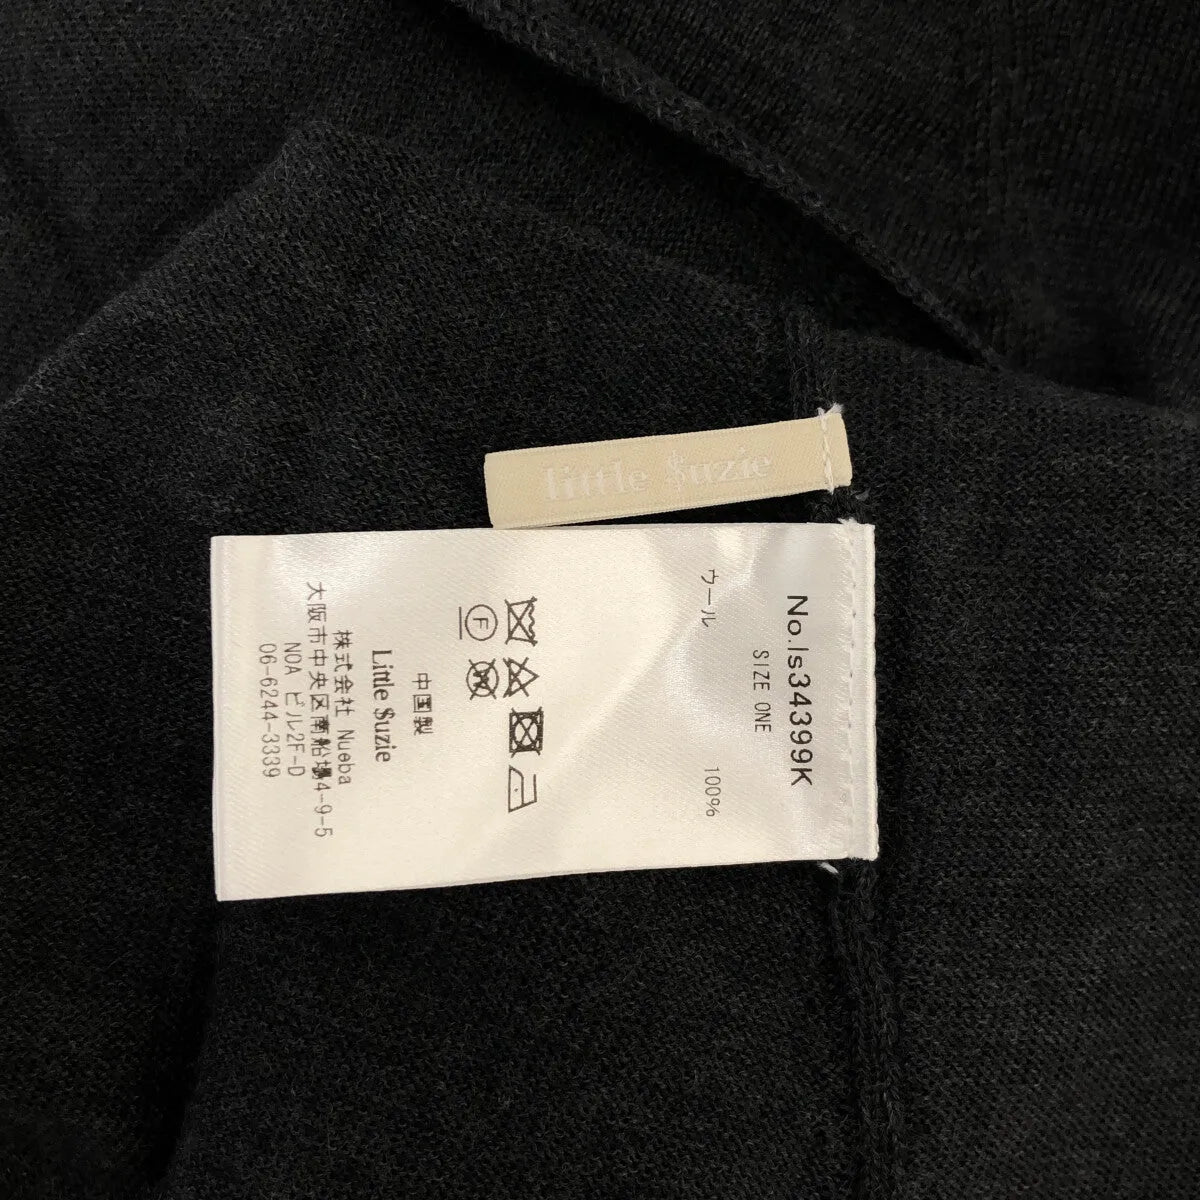 little $uzie
No.ls34399K
SIZE ONE
ウール 100%
F
W
中国製
Little $uzie
株式会社 Nueba
大阪市中央区南船場4-9-5
NOA ビル2F-D
06-6244-3339